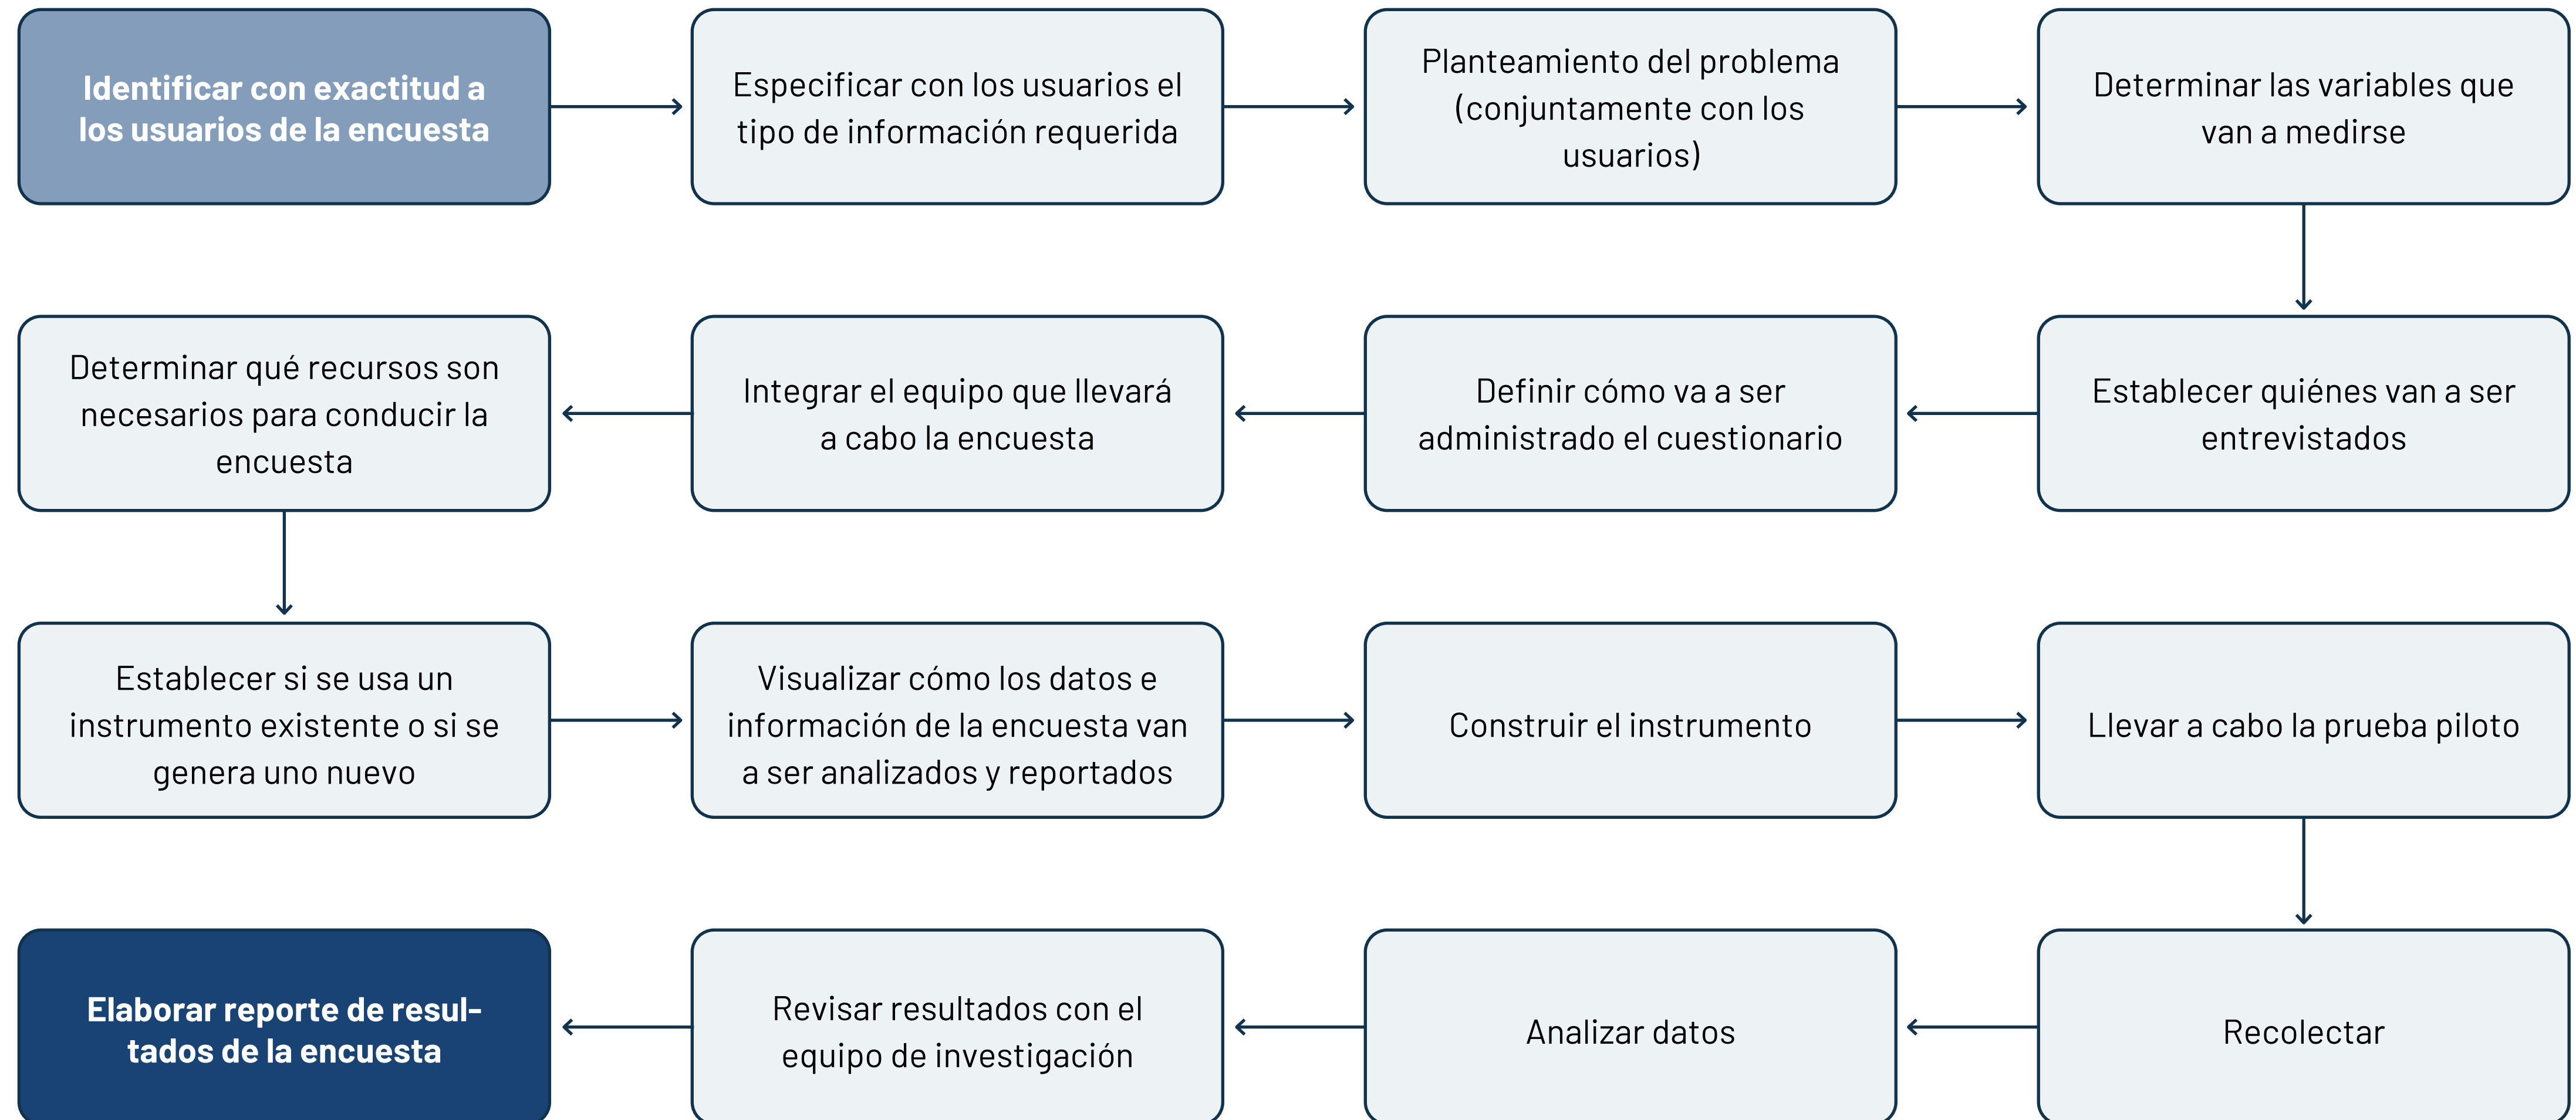 Identificar con exactitud a
los usuarios de la encuesta
Especificar con los usuarios el
tipo de información requerida
Planteamiento del problema
(conjuntamente con los
usuarios)
Determinar las variables que
van a medirse
Establecer quiénes van a ser
entrevistados
Definir cómo va a ser
administrado el cuestionario
Integrar el equipo que llevará
a cabo la encuesta
Determinar qué recursos son
necesarios para conducir la
encuesta
Establecer si se usa un
instrumento existente o si se
genera uno nuevo
Visualizar cómo los datos e
información de la encuesta van
a ser analizados y reportados
Construir el instrumento
Llevar a cabo la prueba piloto
Recolectar
Analizar datos
Revisar resultados con el
equipo de investigación
Elaborar reporte de resul-
tados de la encuesta